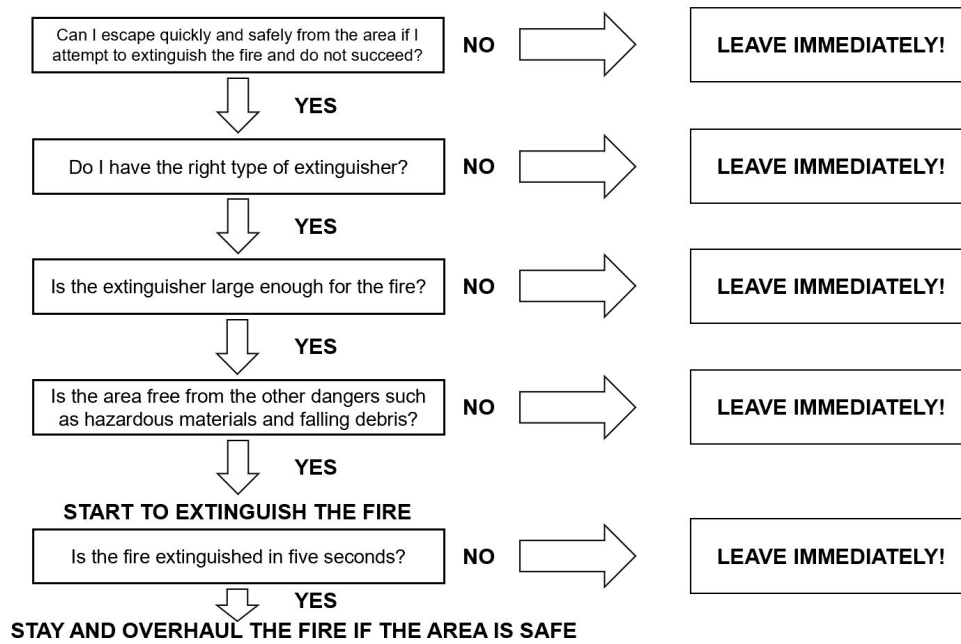 Can I escape quickly and safely from the area if I
attempt to extinguish the fire and do not succeed?
NO
LEAVE IMMEDIATELY!
YES
Do I have the right type of extinguisher?
NO
LEAVE IMMEDIATELY!
YES
Is the extinguisher large enough for the fire?
NO
LEAVE IMMEDIATELY!
YES
Is the area free from the other dangers such
as hazardous materials and falling debris?
NO
LEAVE IMMEDIATELY!
YES
START TO EXTINGUISH THE FIRE
Is the fire extinguished in five seconds?
NO
LEAVE IMMEDIATELY!
YES
STAY AND OVERHAUL THE FIRE IF THE AREA IS SAFE